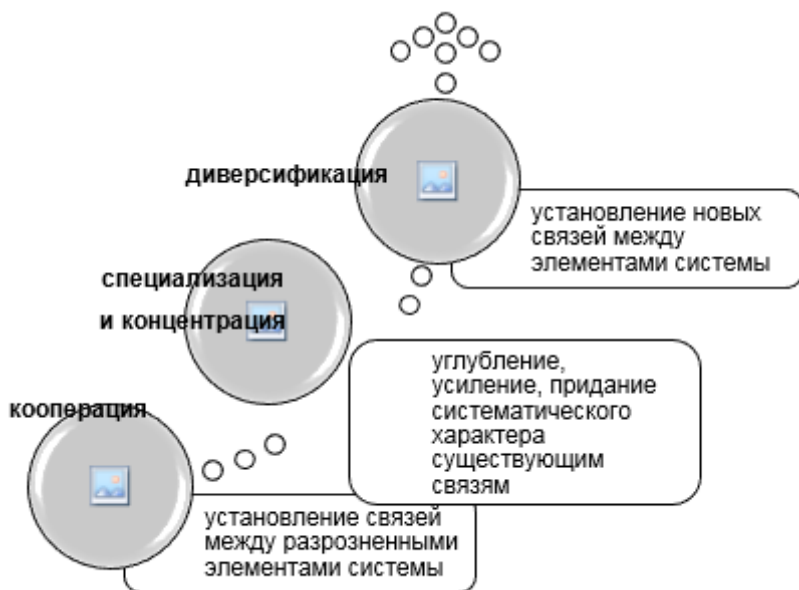 диверсификация
установление новых
связей между
элементами системы
специализация
и концентрация
углубление,
усиление, придание
систематического
характера
существующим
связям
кооперация
установление связей
между разрозненными
элементами системы